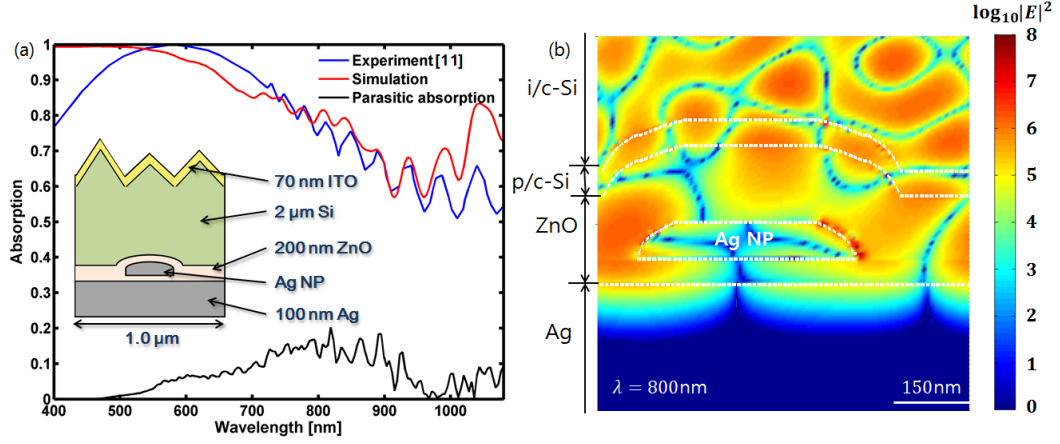 (a)
Absorption
1
0.9
0.8
0.7
0.6
0.5
0.4
0.3
0.2
0.1
0
400 500 600 700 800 900 1000
Wavelength [nm]
Experiment[11]
Simulation
Parasitic absorption
70 nm ITO
2 μm Si
200 nm ZnO
Ag NP
100 nm Ag
1.0 μm
(b)
i/c-Si
p/c-Si
ZnO
Ag
Ag NP
λ = 800nm
150nm
log₁₀|E|²
8
7
6
5
4
3
2
1
0